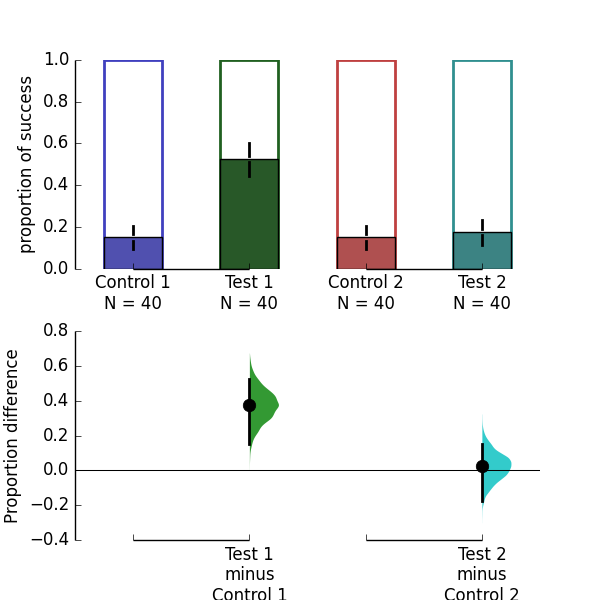 proportion of success
1.0
0.8
0.6
0.4
0.2
0.0
Control 1
N = 40
Test 1
N = 40
Control 2
N = 40
Test 2
N = 40
Proportion difference
0.8
0.6
0.4
0.2
0.0
−0.2
−0.4
Test 1
minus
Control 1
Test 2
minus
Control 2